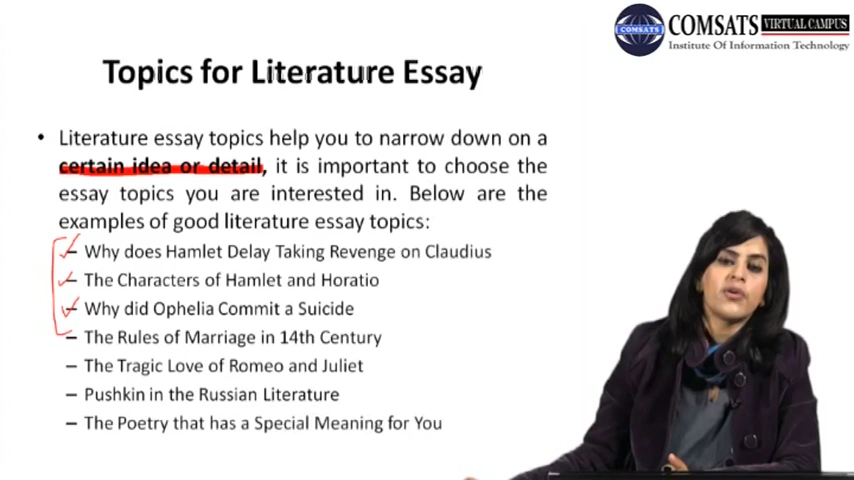 COMSATS VIRTUAL CAMPUS
COMSATS
Institute Of Information Technology
Topics for Literature Essay
• Literature essay topics help you to narrow down on a
certain idea or detail, it is important to choose the
essay topics you are interested in. Below are the
examples of good literature essay topics:
– Why does Hamlet Delay Taking Revenge on Claudius
– The Characters of Hamlet and Horatio
– Why did Ophelia Commit a Suicide
– The Rules of Marriage in 14th Century
– The Tragic Love of Romeo and Juliet
– Pushkin in the Russian Literature
– The Poetry that has a Special Meaning for You